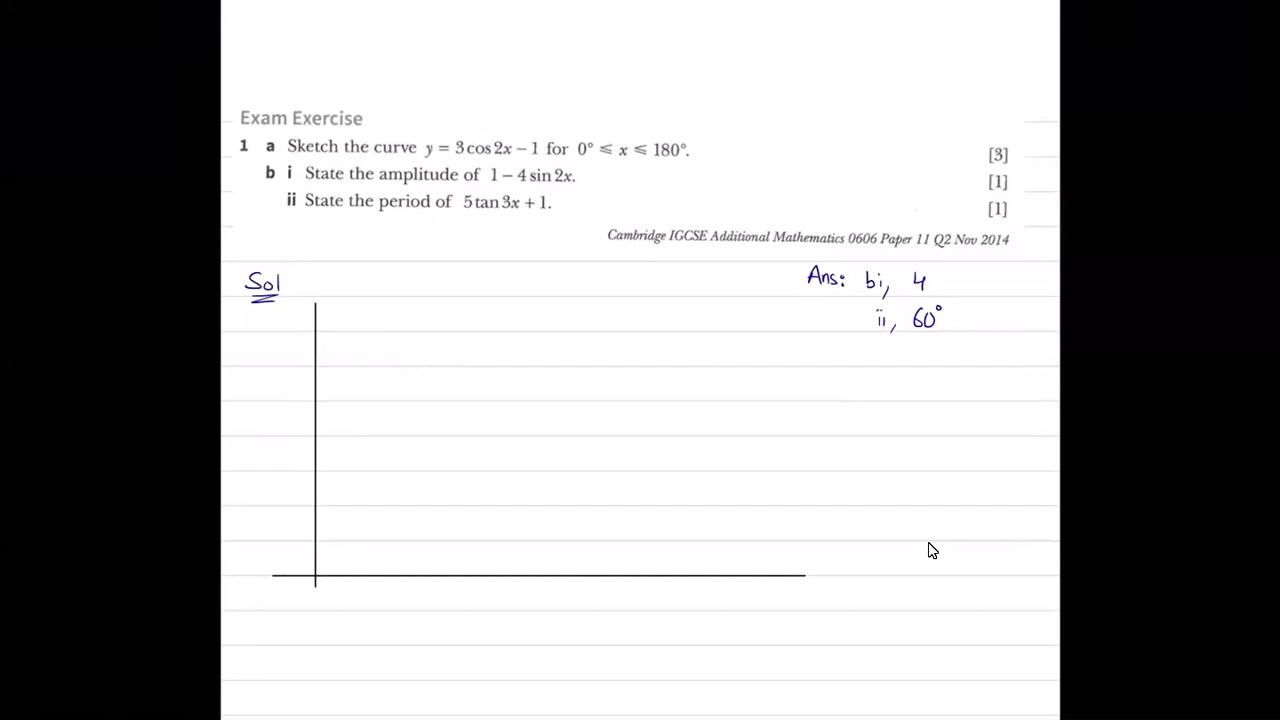 Exam Exercise
1 a Sketch the curve y = 3 cos 2x − 1 for 0° ⩽ x ⩽ 180°. [3]
b i State the amplitude of 1 − 4 sin 2x. [1]
ii State the period of 5 tan 3x + 1. [1]
Cambridge IGCSE Additional Mathematics 0606 Paper 11 Q2 Nov 2014
Sol
Ans: bi, 4
ii, 60°